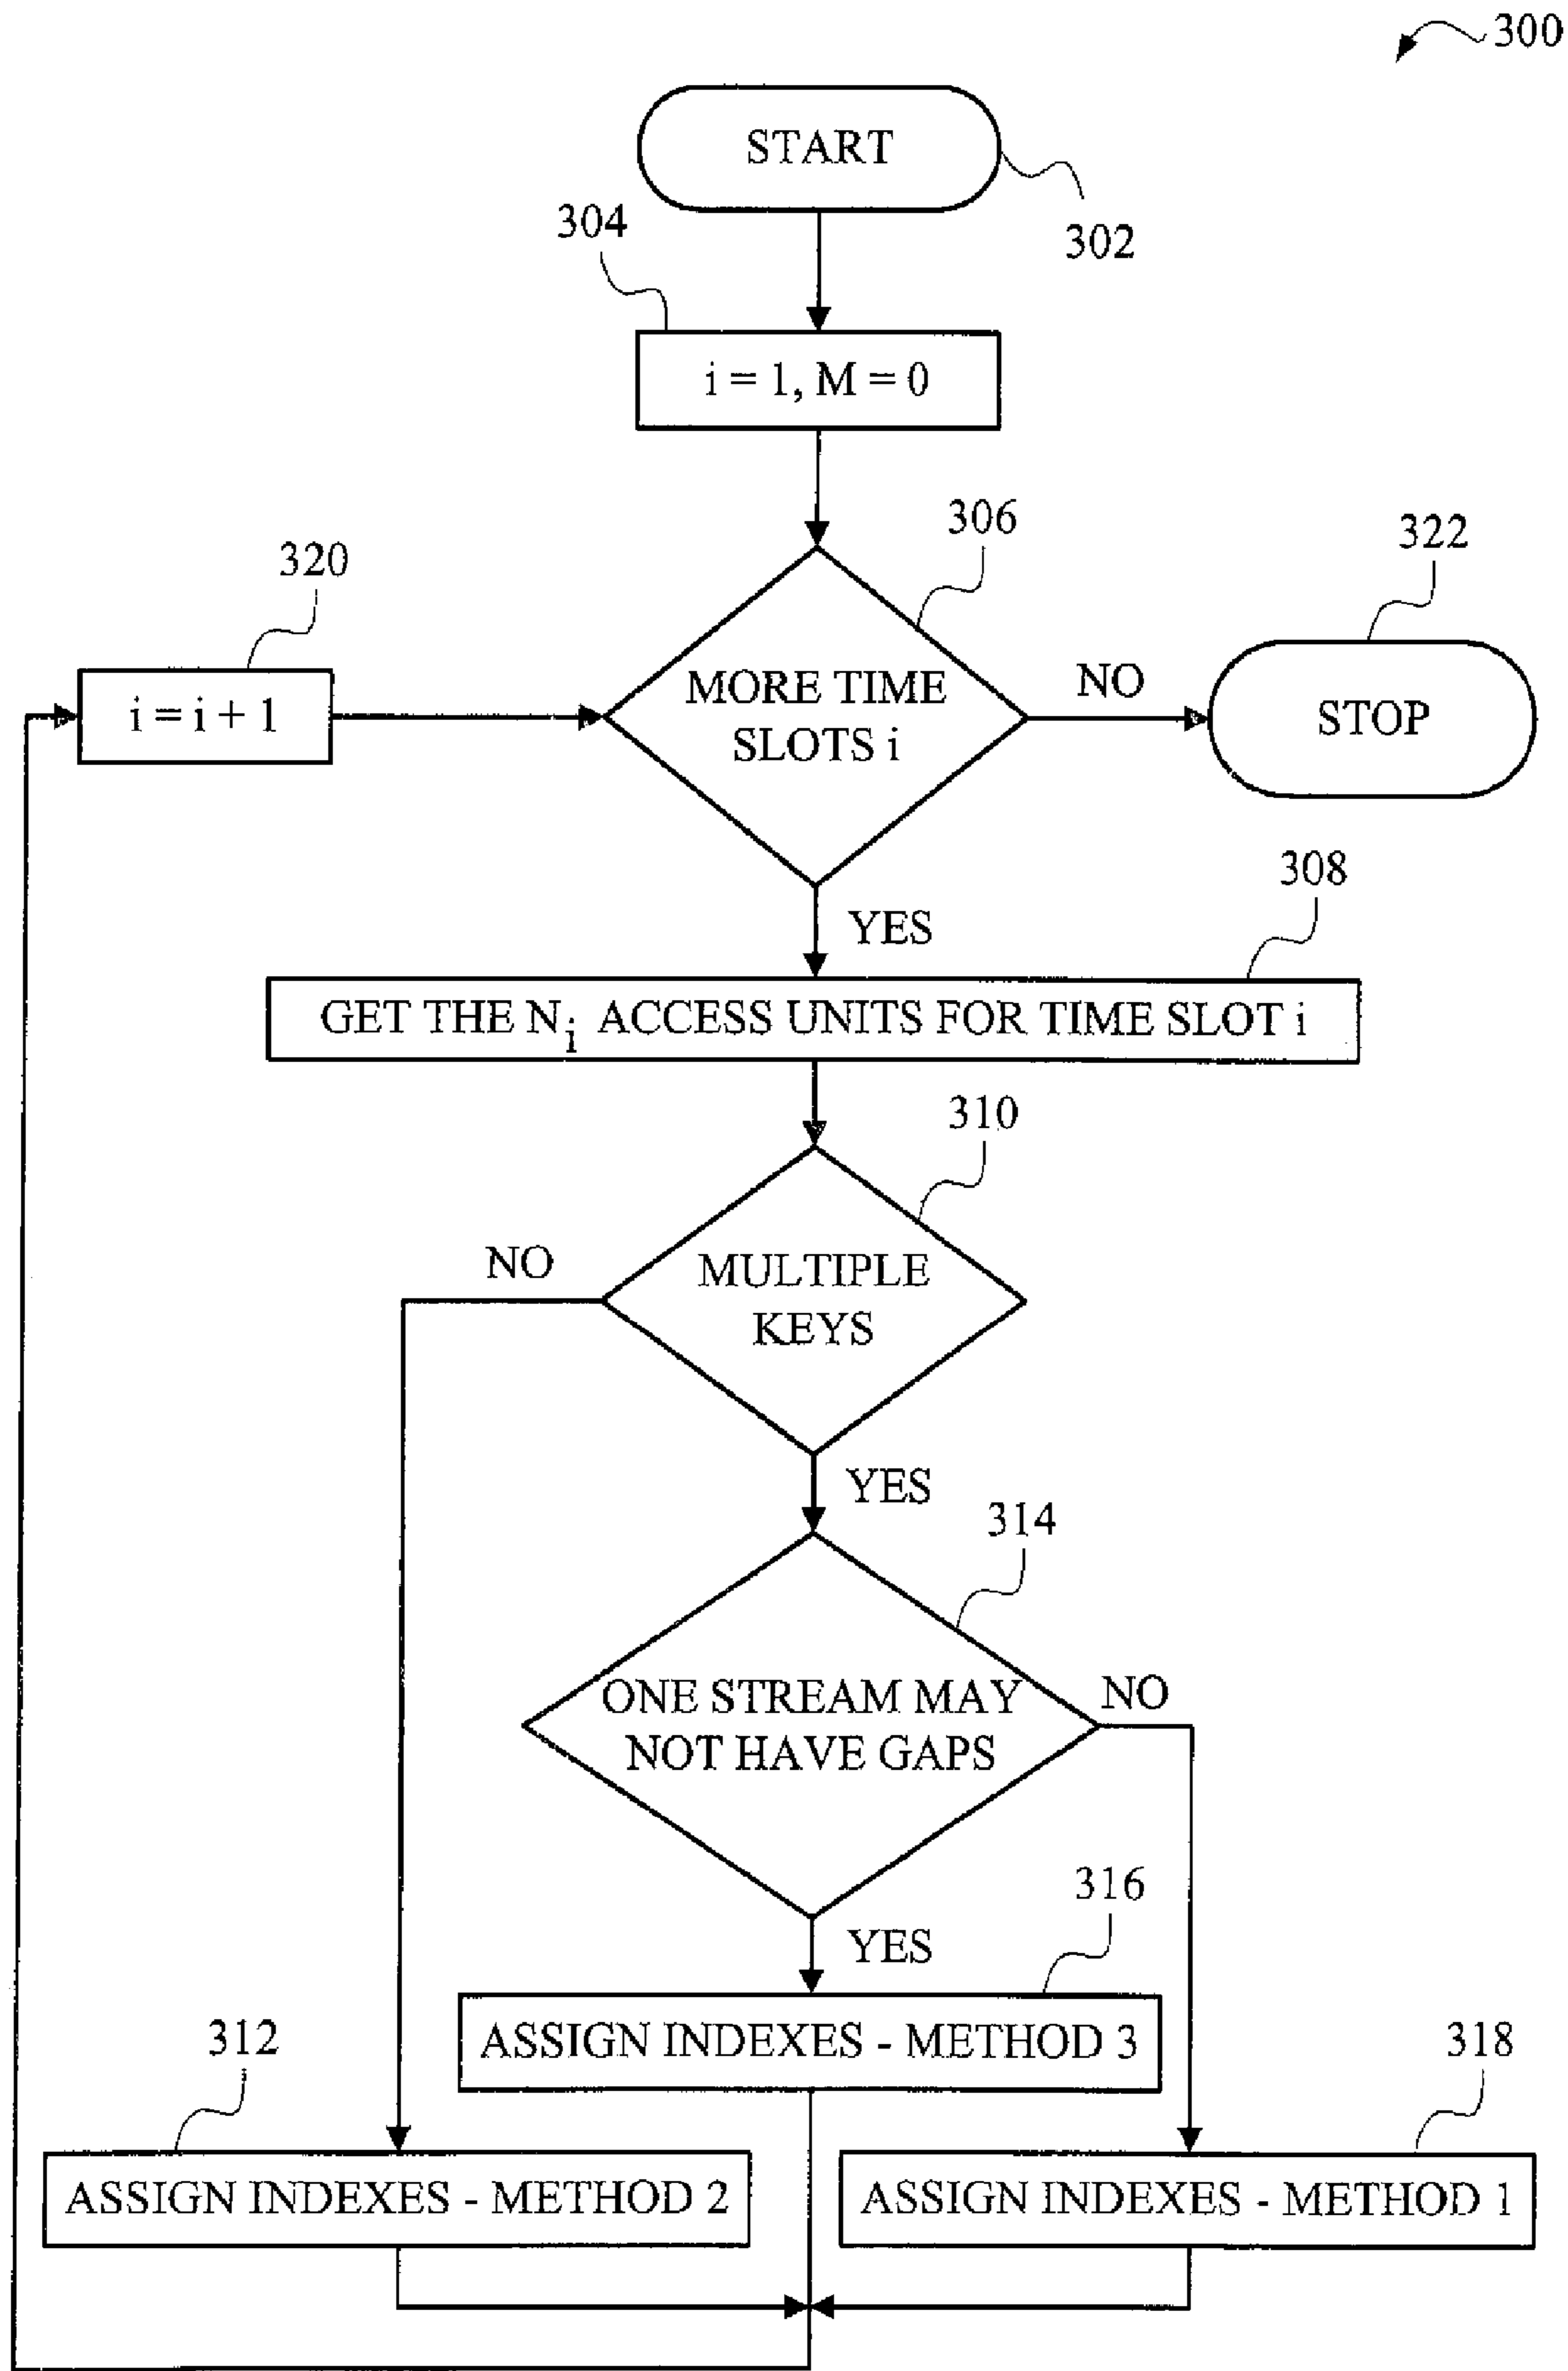 300
START
302
304
i = 1, M = 0
306
322
320
MORE TIME
SLOTS i
NO
STOP
i = i + 1
308
YES
GET THE Ni ACCESS UNITS FOR TIME SLOT i
310
NO
MULTIPLE
KEYS
YES
314
ONE STREAM MAY
NOT HAVE GAPS
NO
316
YES
ASSIGN INDEXES - METHOD 3
312
318
ASSIGN INDEXES - METHOD 2
ASSIGN INDEXES - METHOD 1